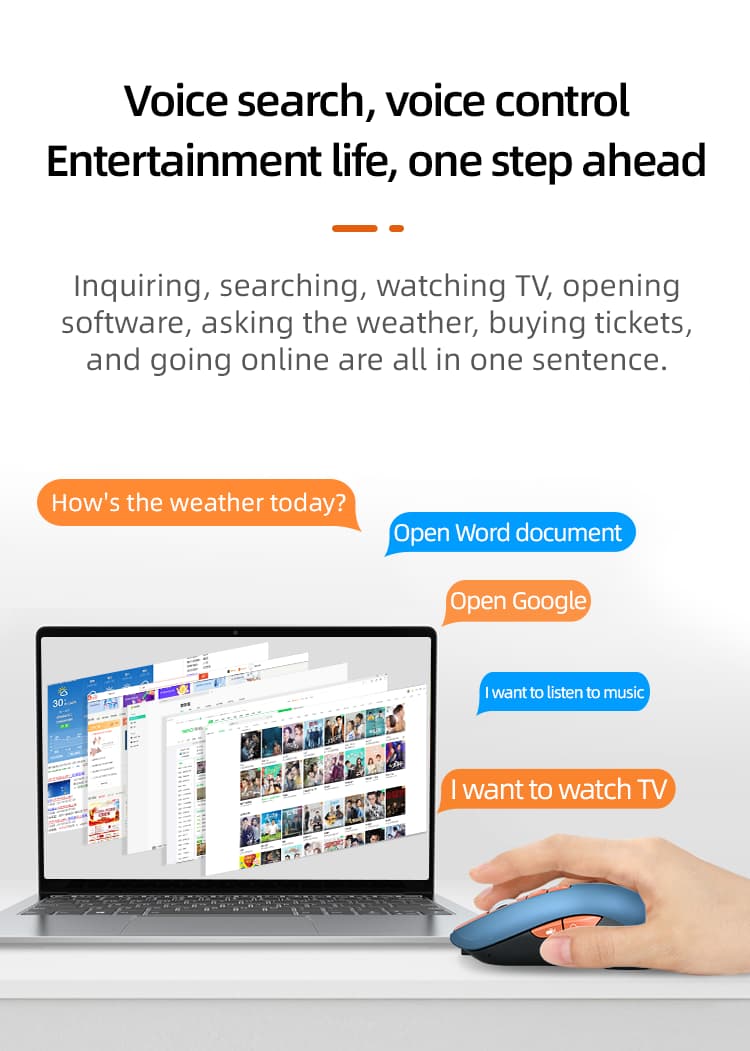 Voice search, voice control
Entertainment life, one step ahead
Inquiring, searching, watching TV, opening
software, asking the weather, buying tickets,
and going online are all in one sentence.
How's the weather today?
Open Word document
Open Google
I want to listen to music
I want to watch TV
30